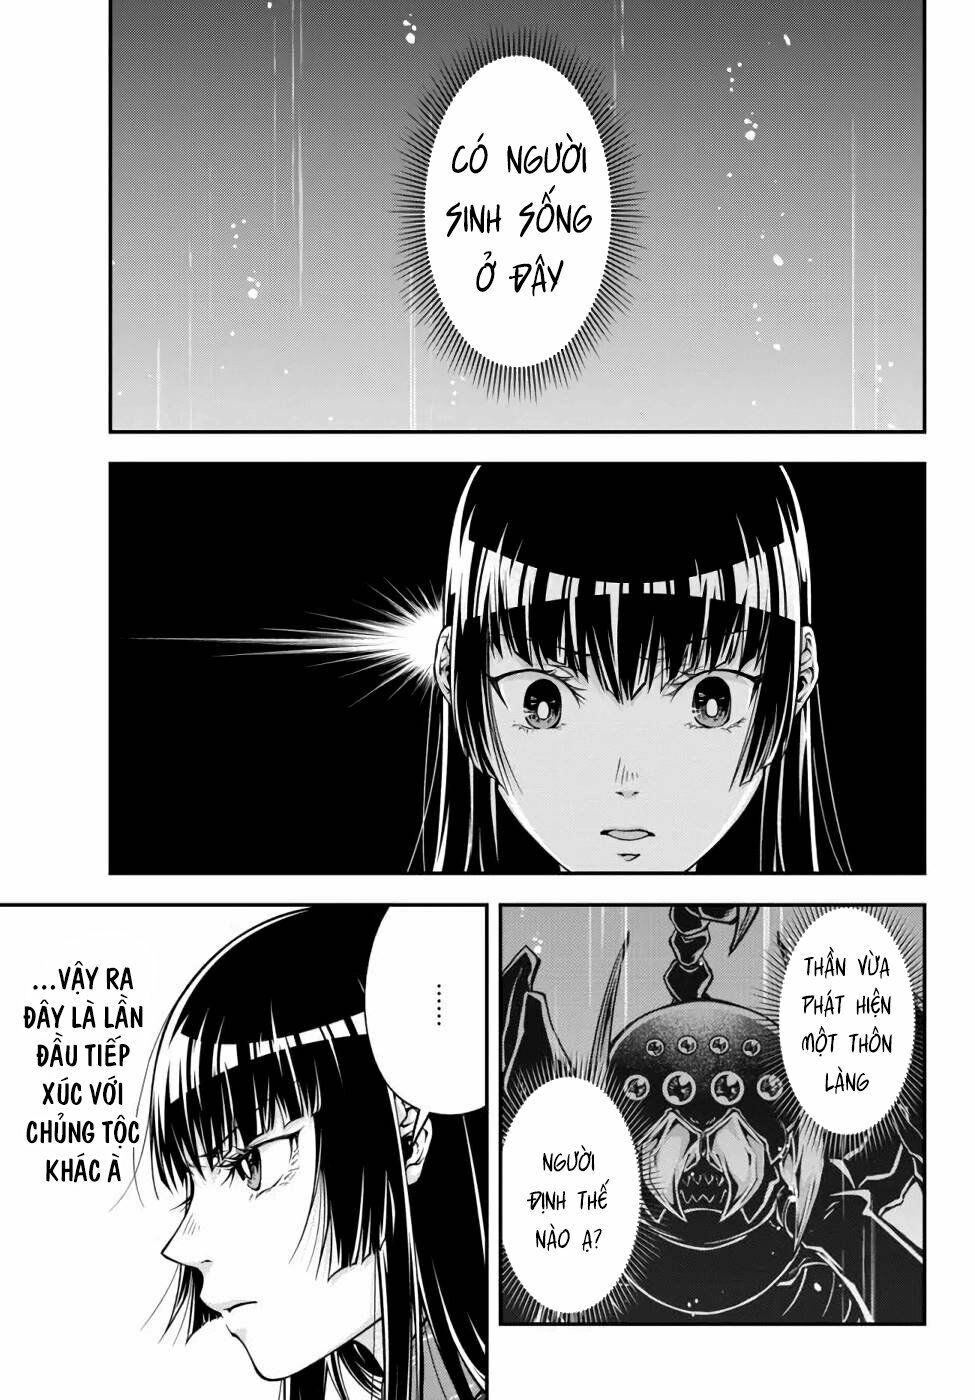 CÓ NGƯỜI
SINH SỐNG
Ở ĐÂY
THẦN VỪA
PHÁT HIỆN
MỘT THÔN
LÀNG
NGƯỜI
ĐỊNH THẾ
NÀO Ạ?
......
...VẬY RA
ĐÂY LÀ LẦN
ĐẦU TIẾP
XÚC VỚI
CHỦNG TỘC
KHÁC À